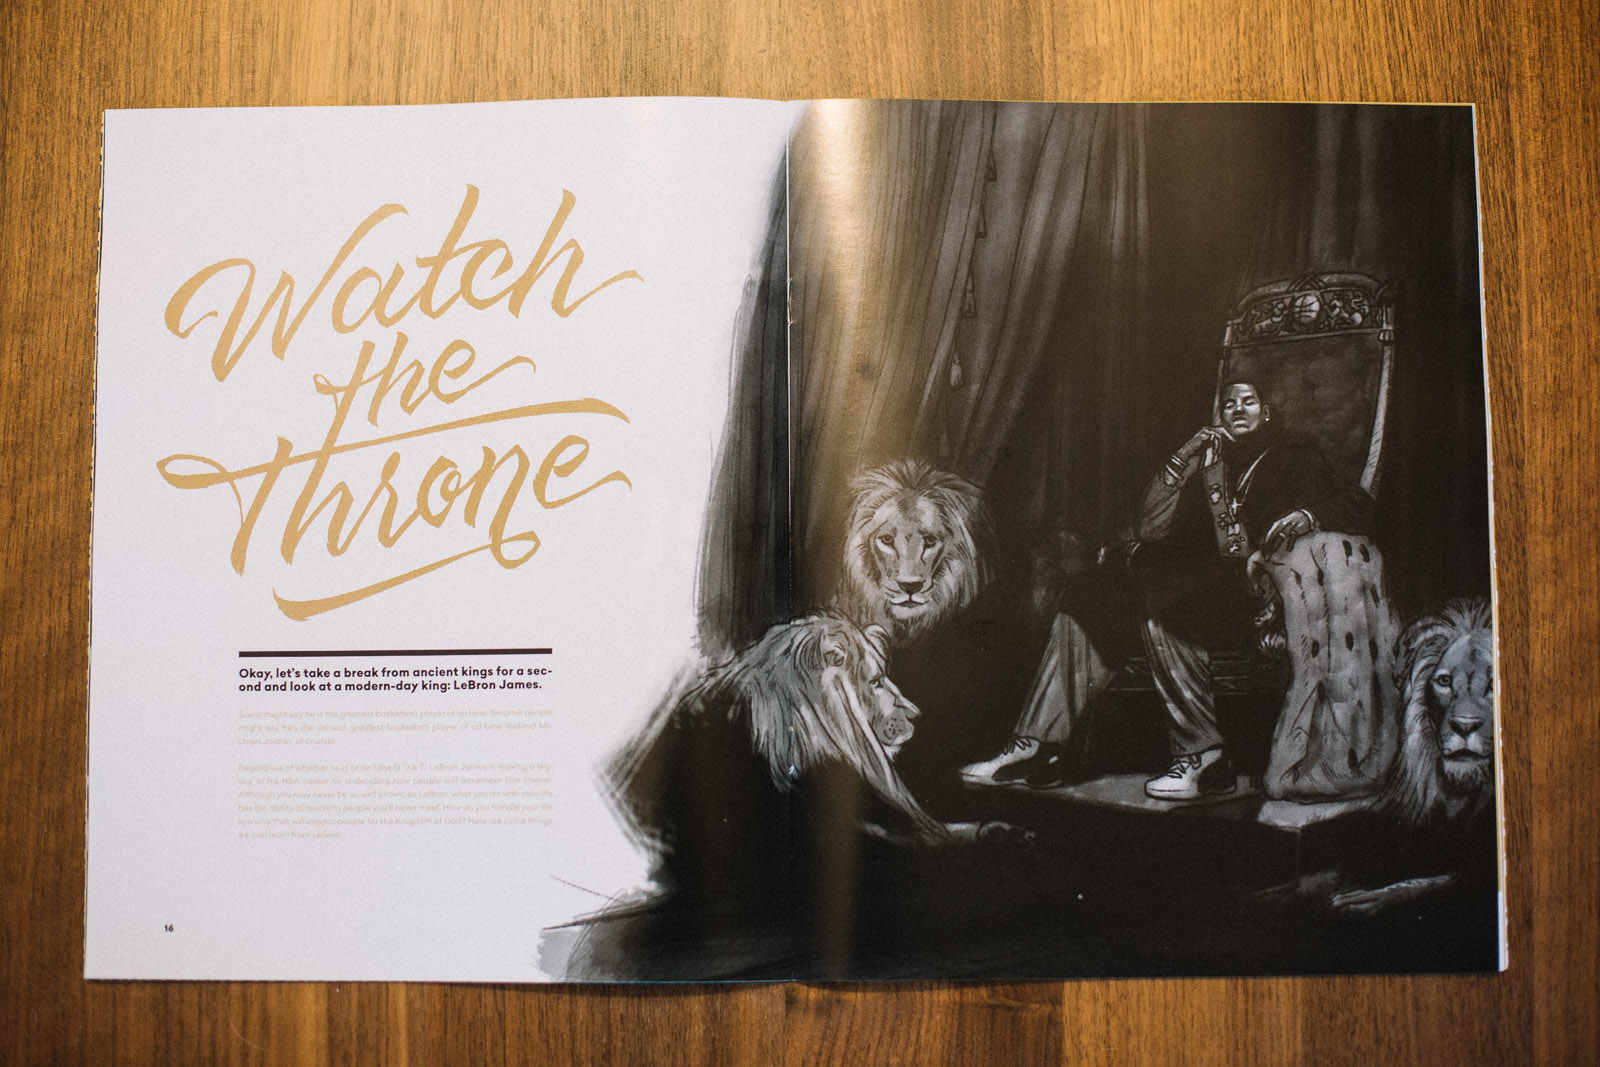 Watch
the
Throne
Okay, let's take a break from ancient kings for a sec-
ond and look at a modern-day king: LeBron James.
Some might say he is the greatest basketball player of all time. Smarter people
might say he's the second greatest basketball player of all time (behind Mi-
chael Jordan, of course).
Regardless of whether he is or isn't the G.O.A.T., LeBron James is leaving a leg-
acy. In his NBA career he is deciding how people will remember him forever.
Although you may never be as well known as LeBron, what you do with your life
has the ability of reaching people you'll never meet. How do you handle your life
in a way that will impact people for the Kingdom of God? Here are some things
we can learn from LeBron.
16